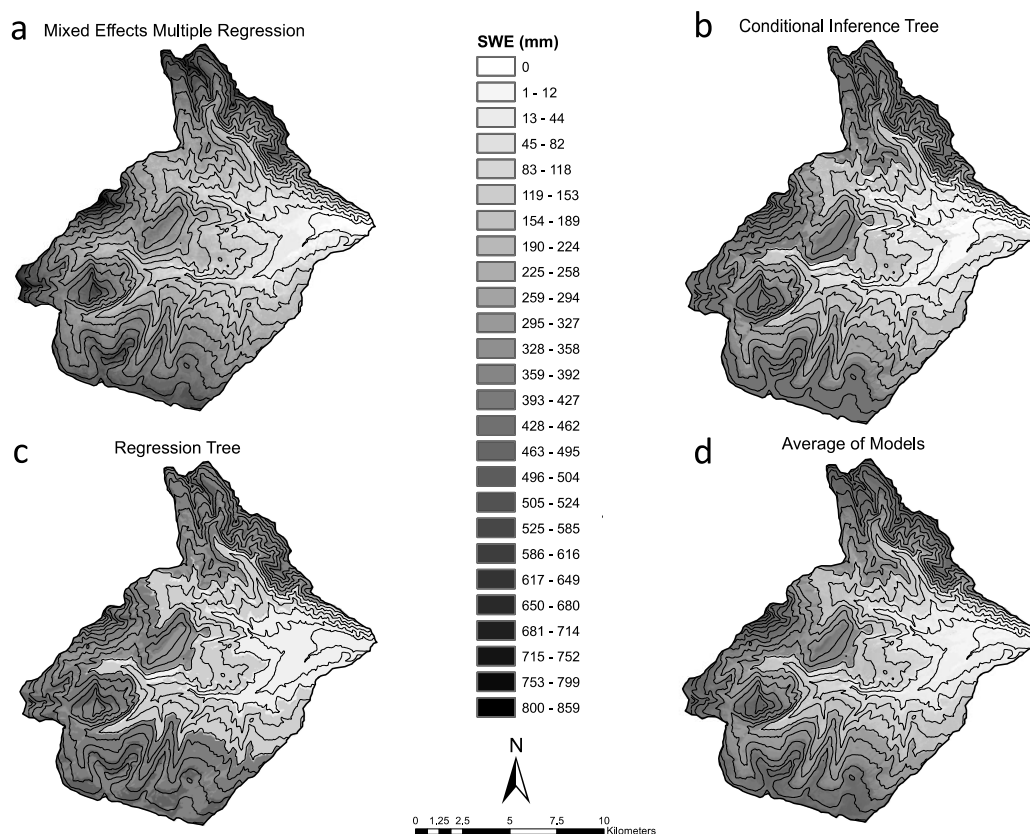 a Mixed Effects Multiple Regression
b Conditional Inference Tree
SWE (mm)
0
1 - 12
13 - 44
45 - 82
83 - 118
119 - 153
154 - 189
190 - 224
225 - 258
259 - 294
295 - 327
328 - 358
359 - 392
393 - 427
428 - 462
463 - 495
496 - 504
505 - 524
525 - 585
586 - 616
617 - 649
650 - 680
681 - 714
715 - 752
753 - 799
800 - 859
c Regression Tree
d Average of Models
N
0 1,25 2,5 5 7,5 10
Kilometers